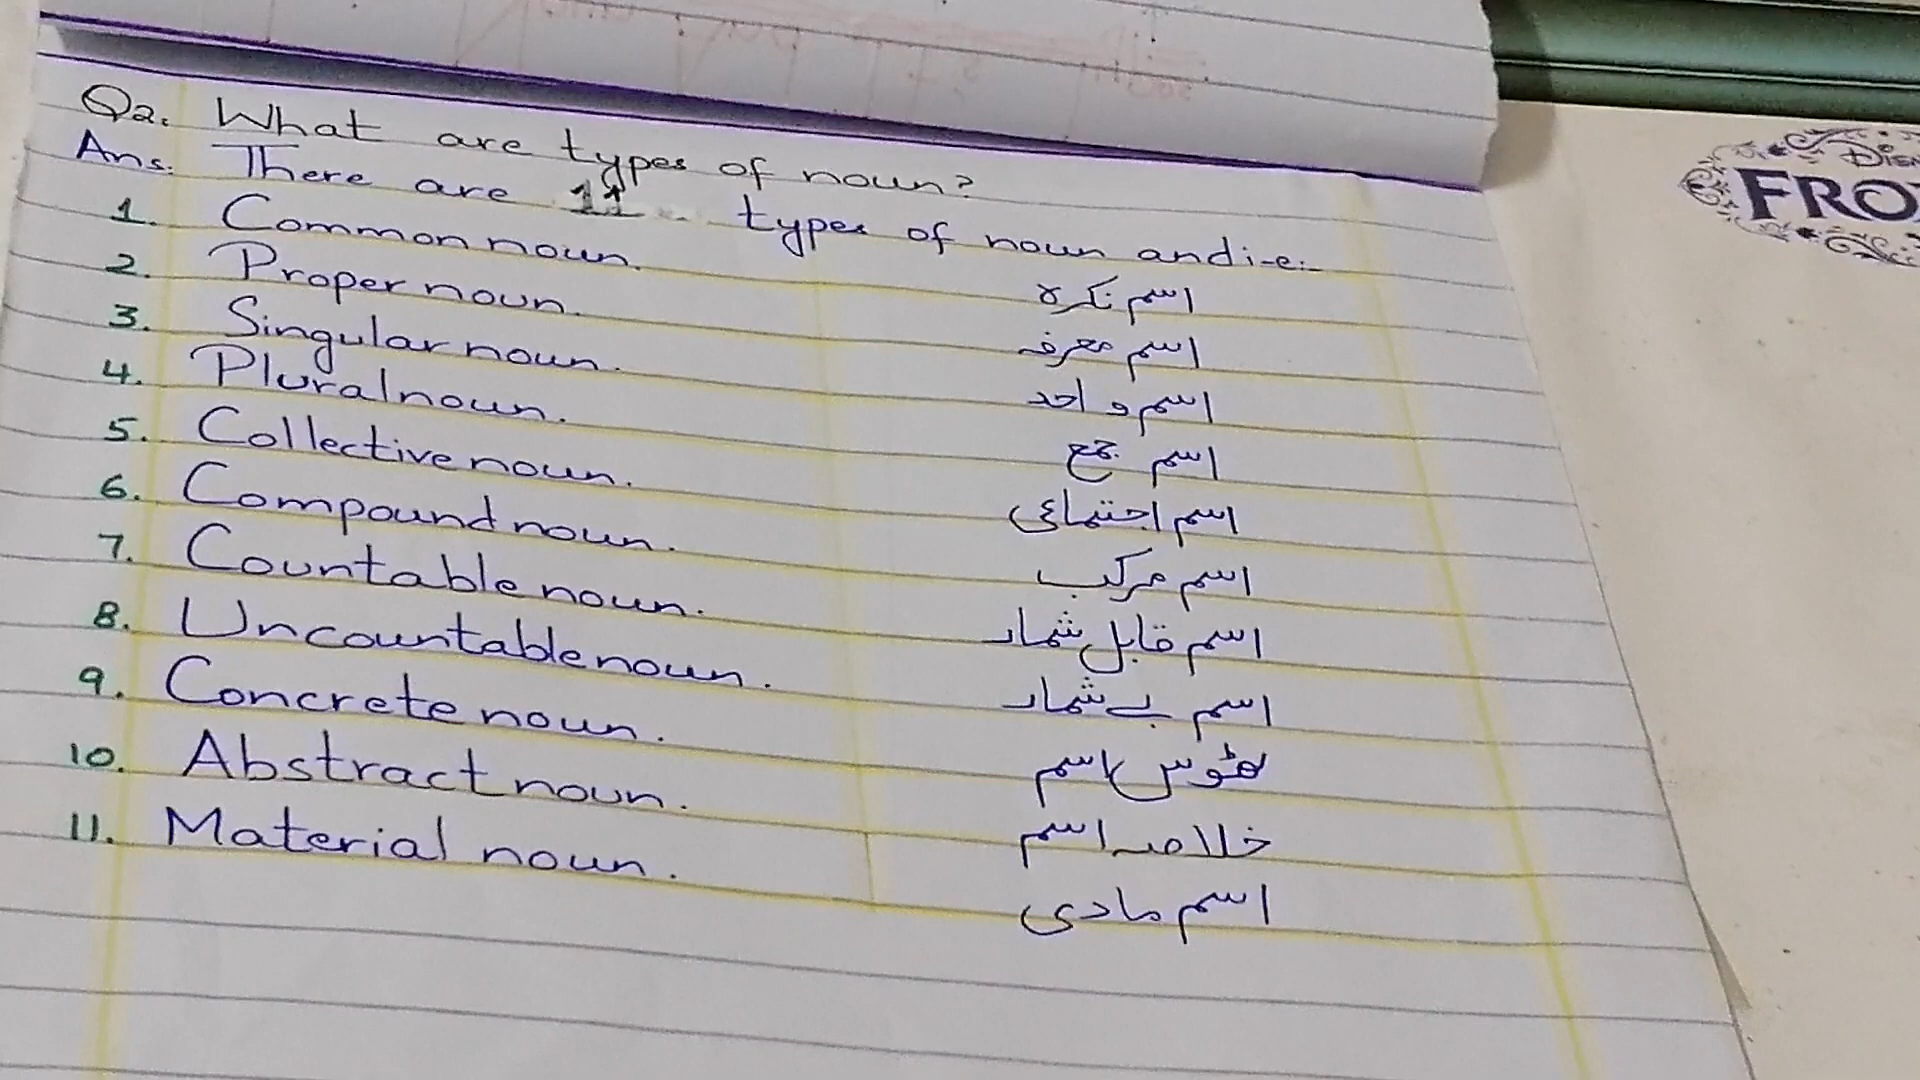 Q2. What are types of noun?
Ans. There are 11 types of noun and i-e:-
1. Common noun. اسم نکرہ
2. Proper noun. اسم معرفہ
3. Singular noun. اسم واحد
4. Plural noun. اسم جمع
5. Collective noun. اسم اجتماعی
6. Compound noun. اسم مرکب
7. Countable noun. اسم قابل شمار
8. Uncountable noun. اسم بے شمار
9. Concrete noun. ٹھوس اسم
10. Abstract noun. خلاصہ اسم
11. Material noun. اسم مادی